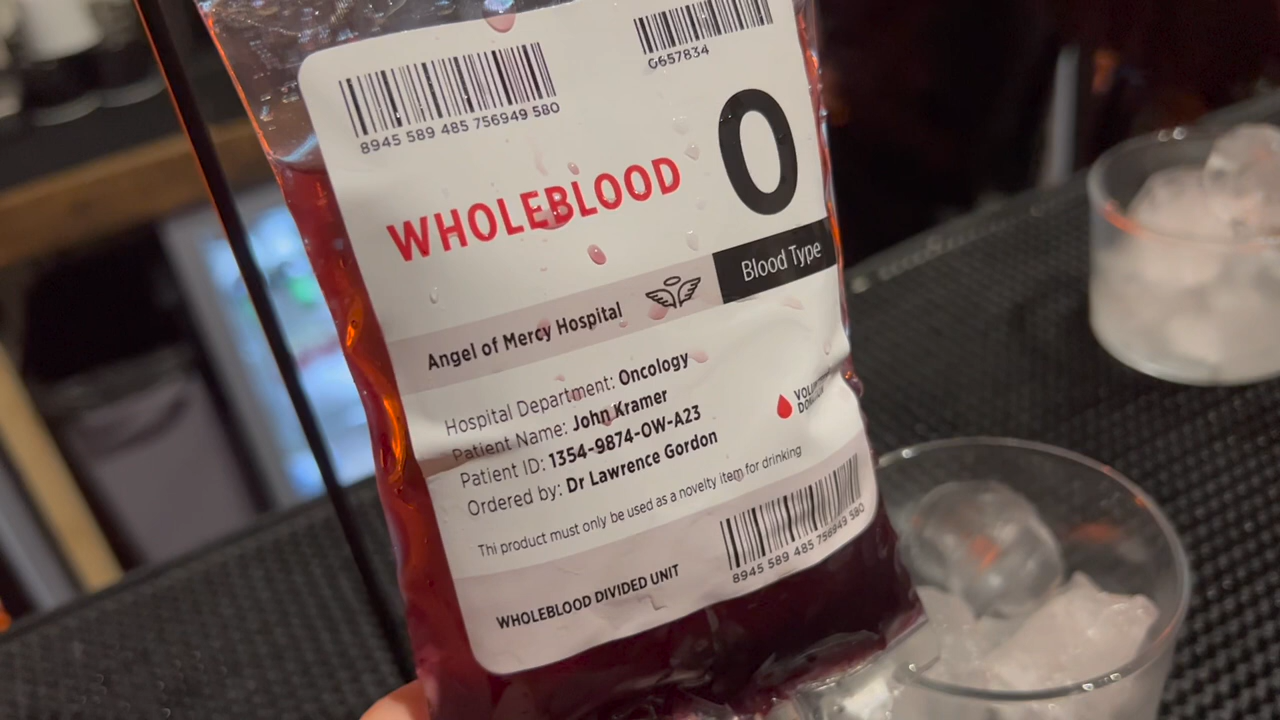 8945 589 485 756949 580
0657834
WHOLEBLOOD
O
Blood Type
Angel of Mercy Hospital
Hospital Department: Oncology
Patient Name: John Kramer
Patient ID: 1354-9874-OW-A23
Ordered by: Dr Lawrence Gordon
Thi product must only be used as a novelty item for drinking
WHOLEBLOOD DIVIDED UNIT
8945 589 485 756949 580